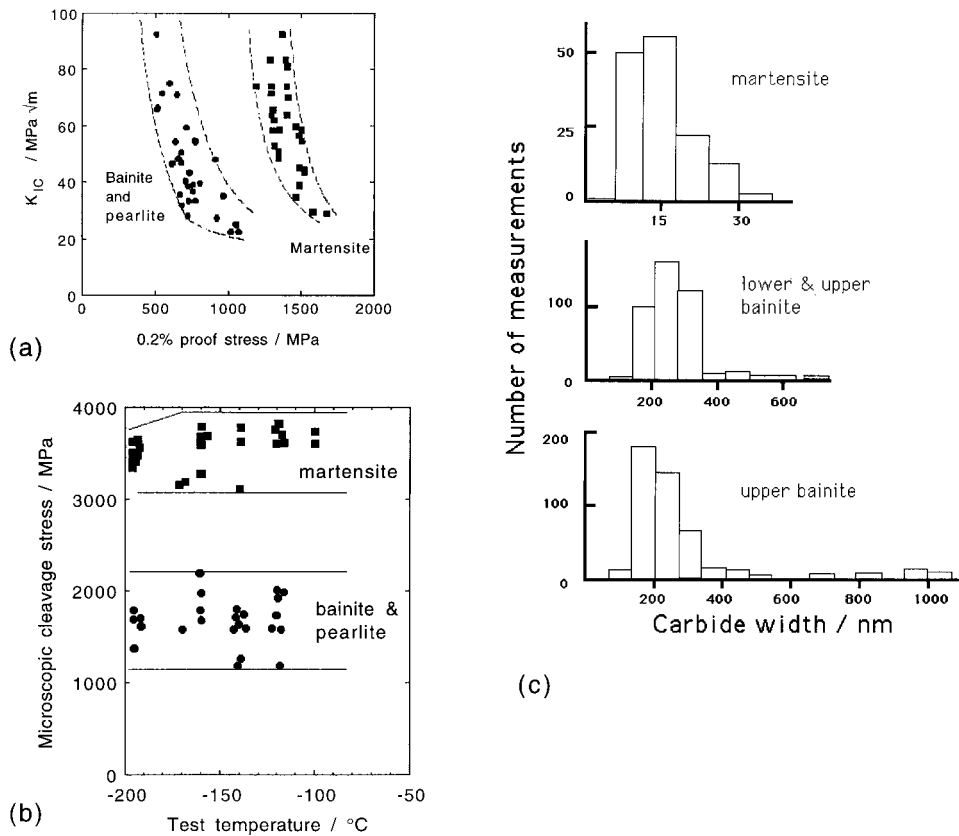 100
80
60
40
20
0
K IC / MPa √m
Bainite
and
pearlite
Martensite
0 500 1000 1500 2000
0.2% proof stress / MPa
(a)
4000
3000
2000
1000
0
Microscopic cleavage stress / MPa
martensite
bainite &
pearlite
-200 -150 -100 -50
Test temperature / °C
(b)
Number of measurements
50
25
0
martensite
15 30
100
0
lower & upper
bainite
200 400 600
200
100
0
upper bainite
200 400 600 800 1000
Carbide width / nm
(c)